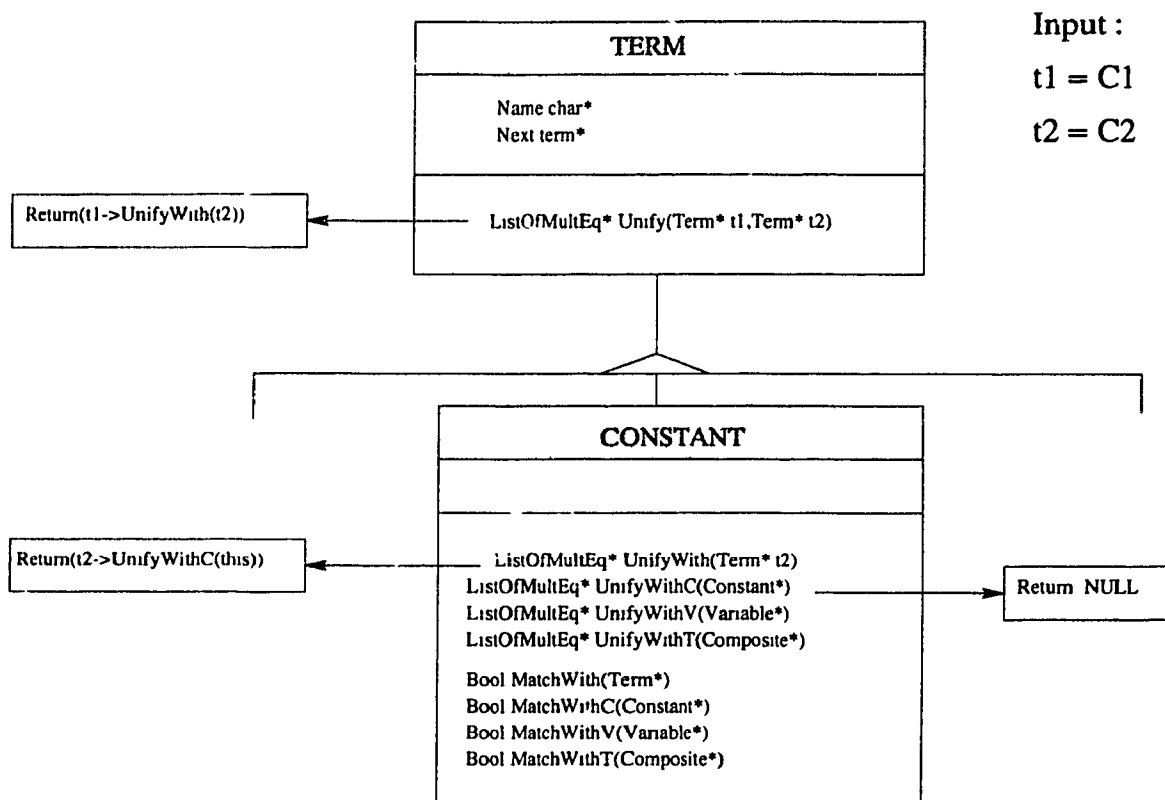 Input :
t1 = C1
t2 = C2
TERM
Name char*
Next term*
Return(t1->UnifyWith(t2))
ListOfMultEq* Unify(Term* t1,Term* t2)
CONSTANT
Return(t2->UnifyWithC(this))
ListOfMultEq* UnifyWith(Term* t2)
ListOfMultEq* UnifyWithC(Constant*)
Return NULL
ListOfMultEq* UnifyWithV(Variable*)
ListOfMultEq* UnifyWithT(Composite*)
Bool MatchWith(Term*)
Bool MatchWithC(Constant*)
Bool MatchWithV(Variable*)
Bool MatchWithT(Composite*)